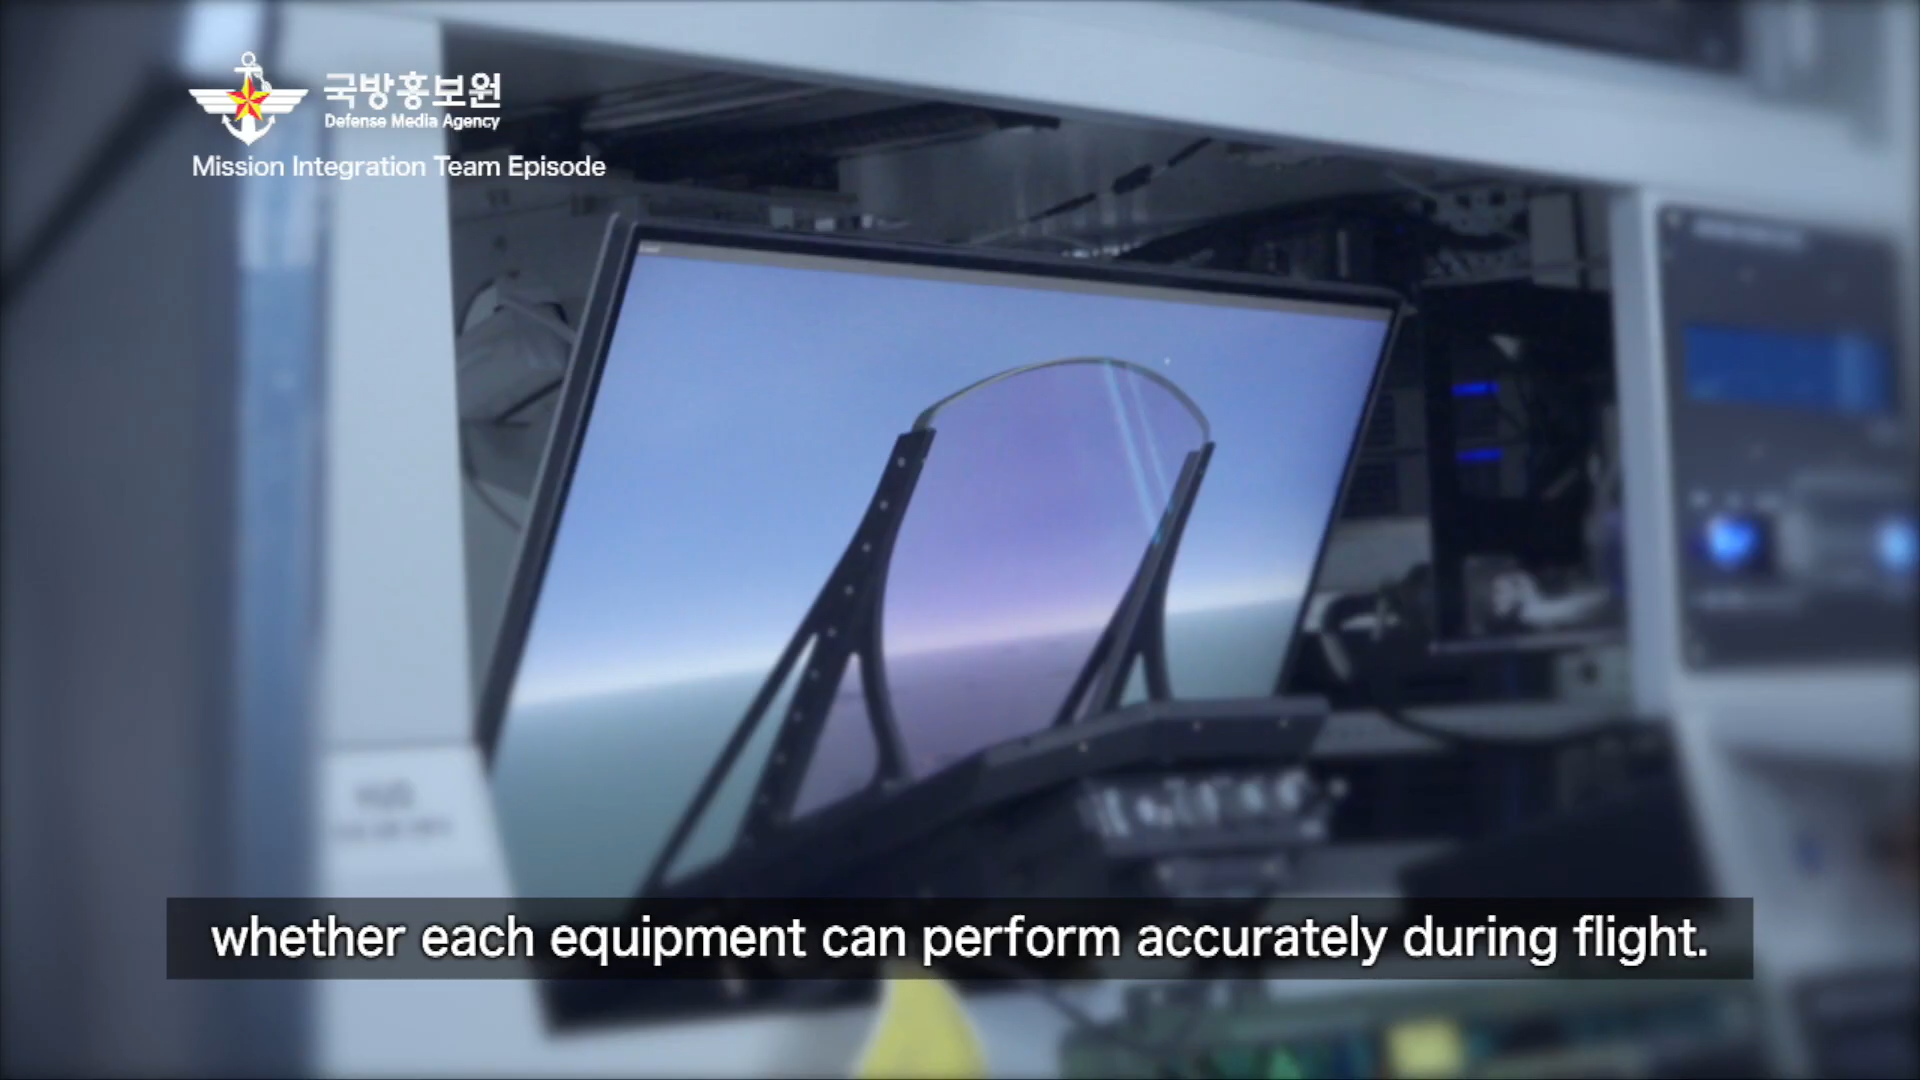 국방홍보원
Defense Media Agency
Mission Integration Team Episode
whether each equipment can perform accurately during flight.